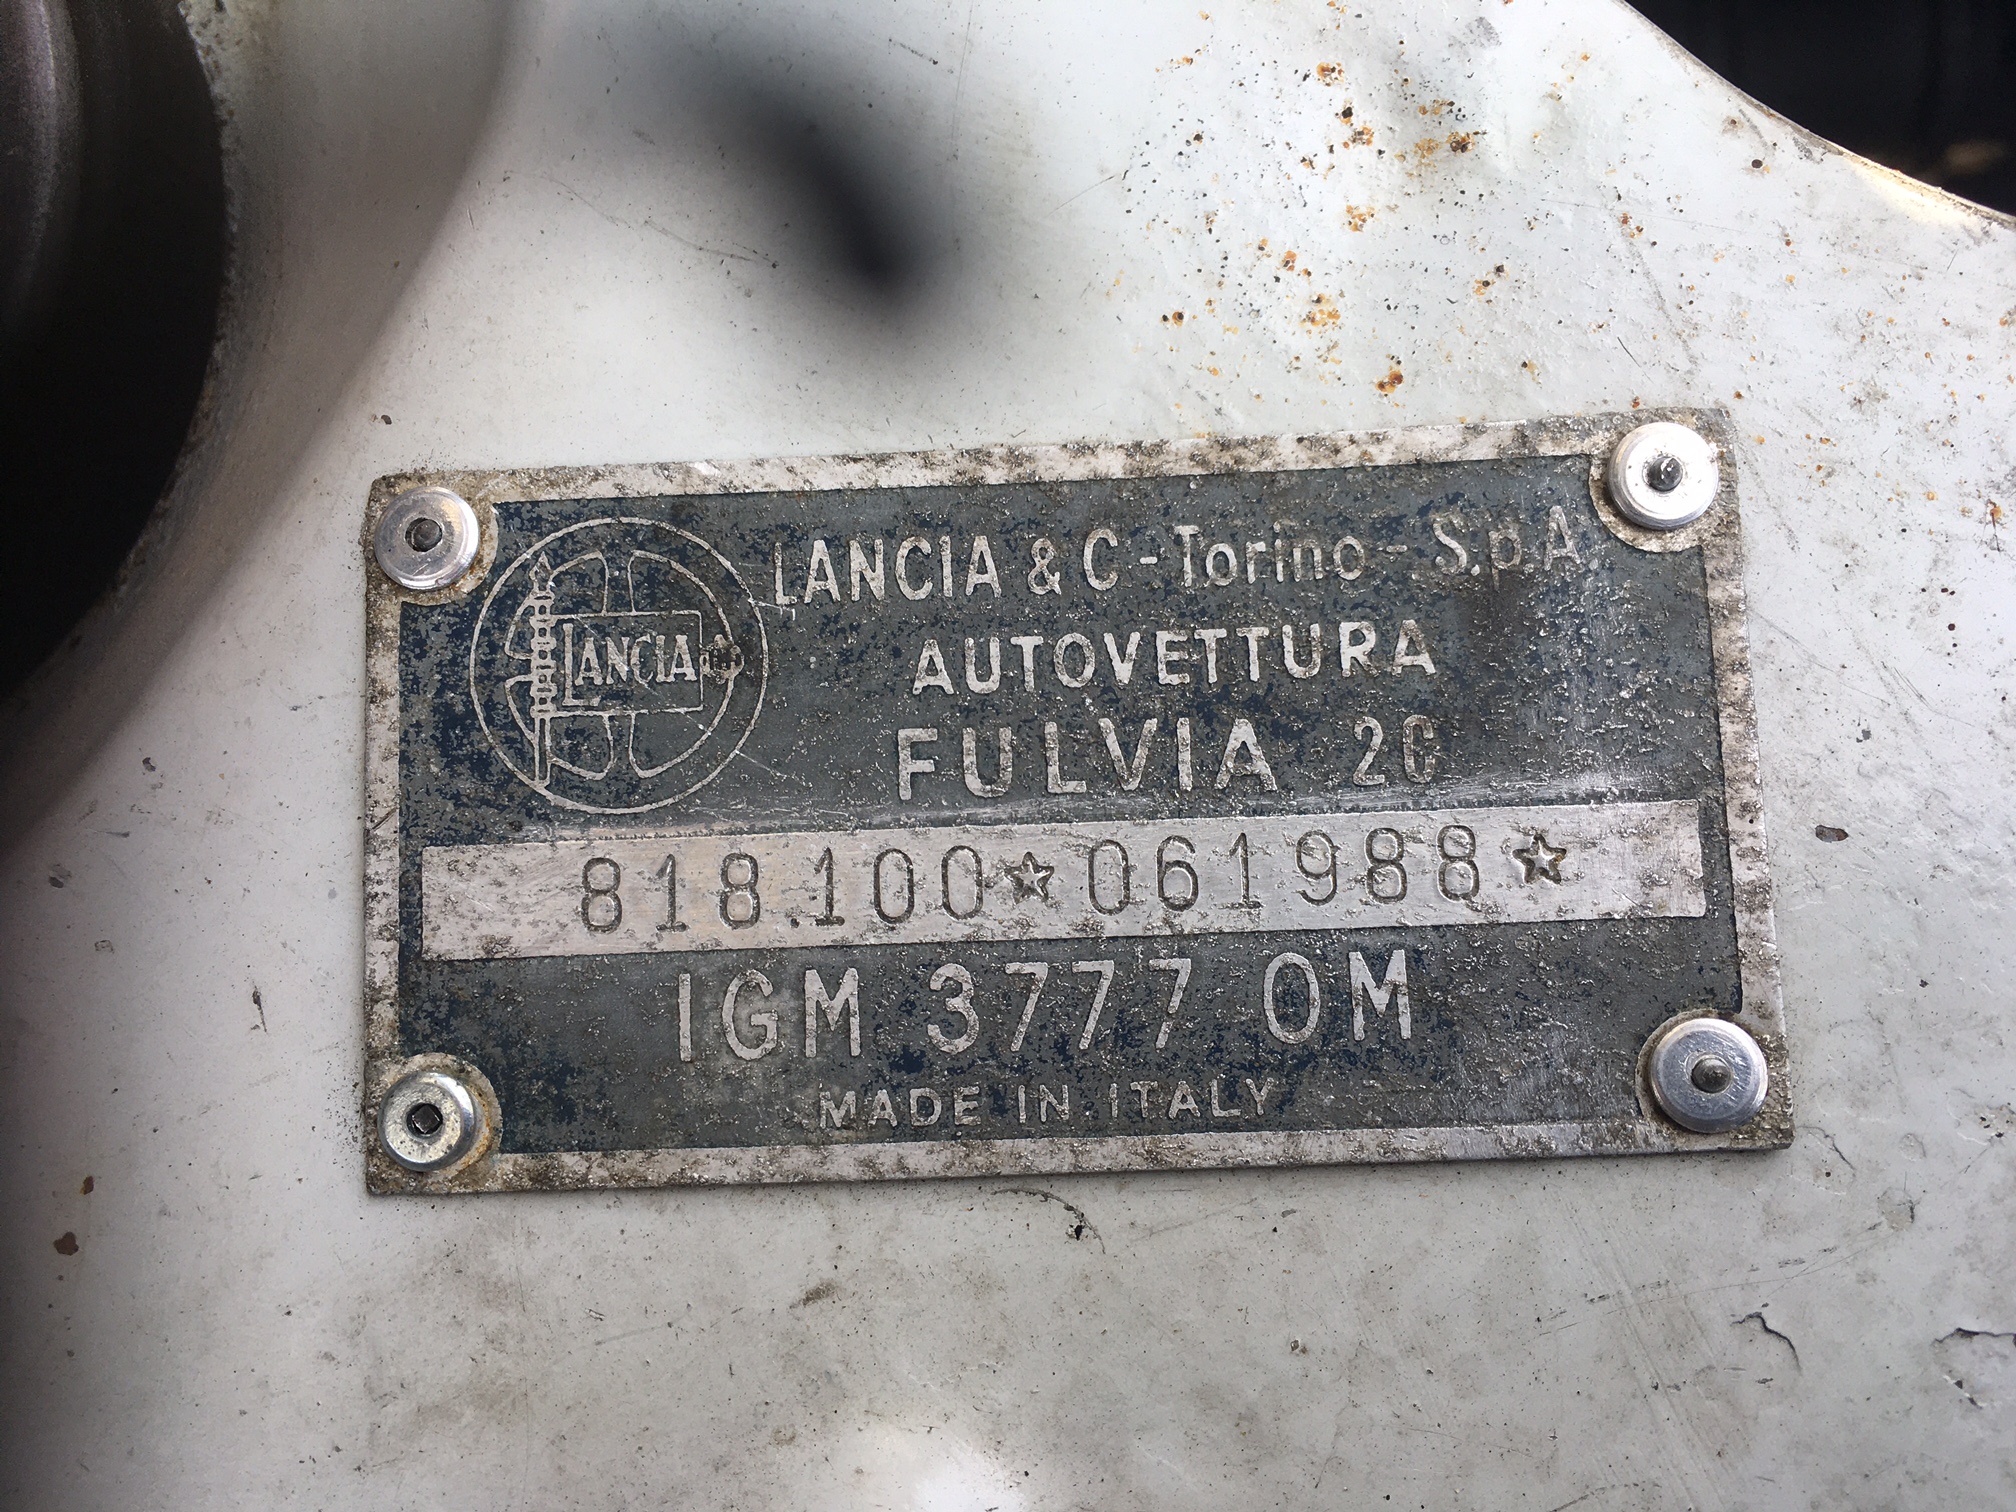 LANCIA & C - Torino - S.p.A.
LANCIA
AUTOVETTURA
FULVIA 2C
818.100☆061988☆
IGM 3777 OM
MADE IN ITALY